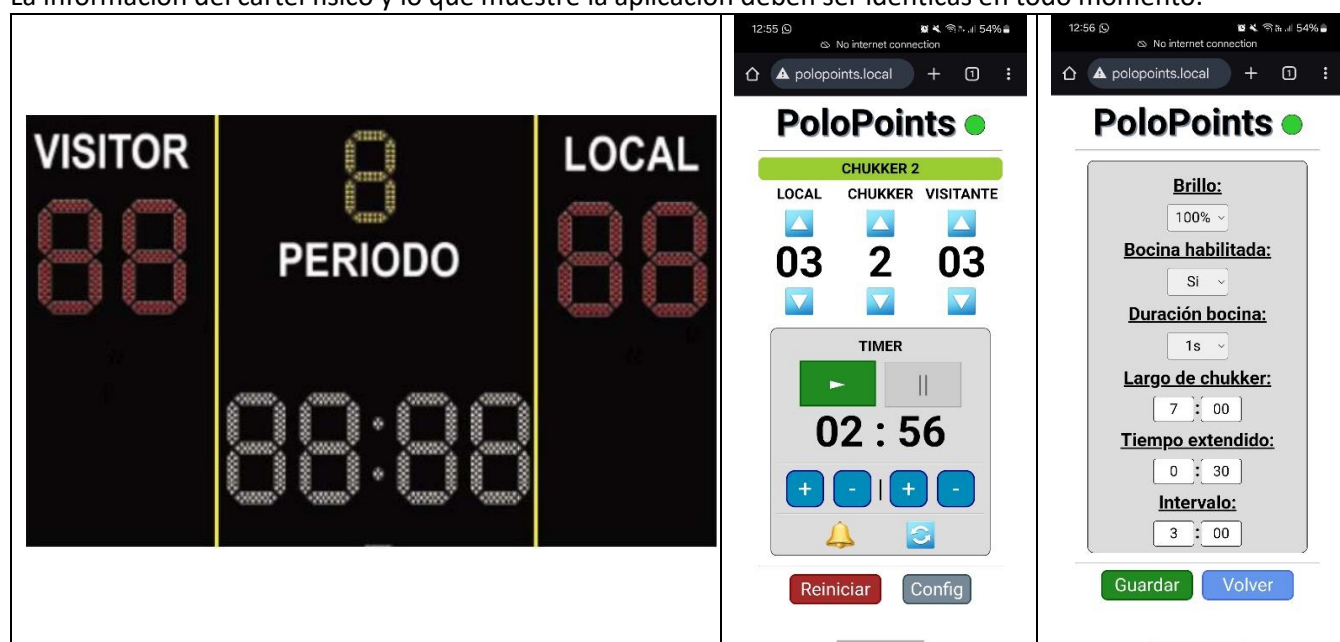 La información del cartel físico y lo que muestre la aplicación deben ser idénticas en todo momento.
VISITOR
88
8
PERIODO
88:88
LOCAL
88
12:55
54%
No internet connection
polopoints.local
1
PoloPoints
CHUKKER 2
LOCAL CHUKKER VISITANTE
03 2 03
TIMER
02 : 56
+ - | + -
Reiniciar Config
12:56
54%
No internet connection
polopoints.local
1
PoloPoints
Brillo:
100%
Bocina habilitada:
Si
Duración bocina:
1s
Largo de chukker:
7 : 00
Tiempo extendido:
0 : 30
Intervalo:
3 : 00
Guardar Volver